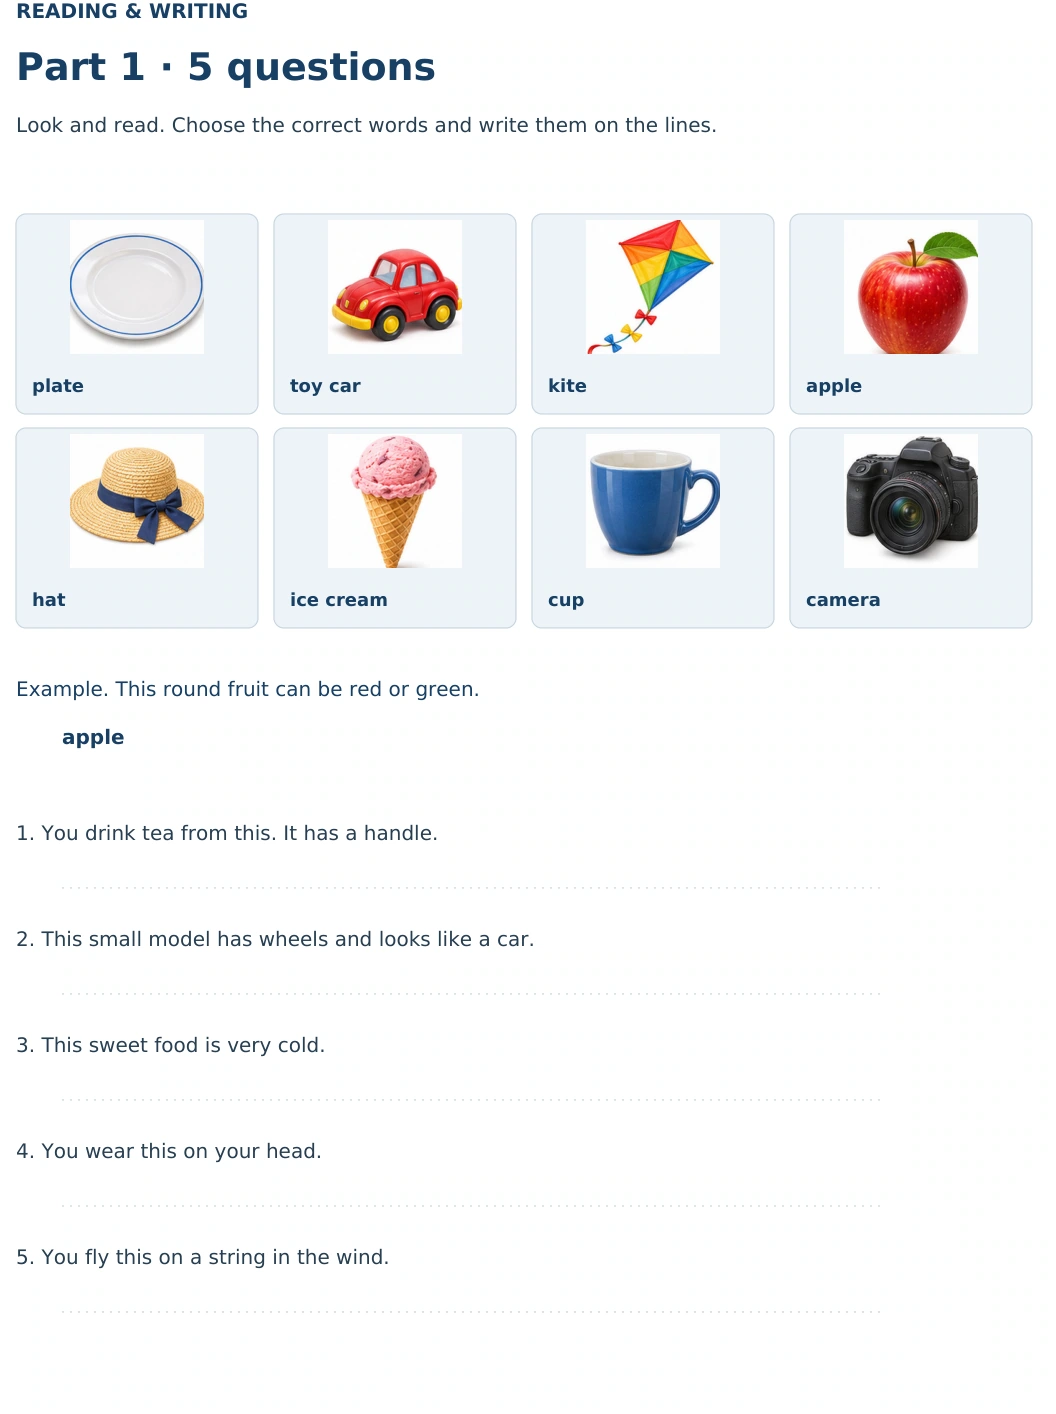 READING & WRITING
Part 1 · 5 questions
Look and read. Choose the correct words and write them on the lines.
plate
toy car
kite
apple
hat
ice cream
cup
camera
Example. This round fruit can be red or green.
apple
1. You drink tea from this. It has a handle.
2. This small model has wheels and looks like a car.
3. This sweet food is very cold.
4. You wear this on your head.
5. You fly this on a string in the wind.